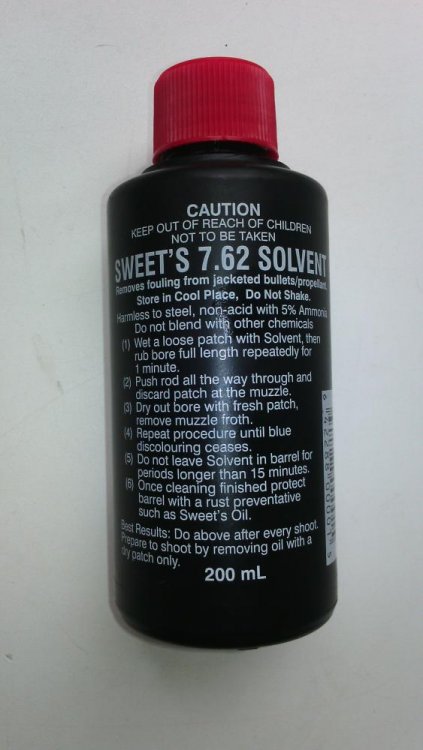 CAUTION
KEEP OUT OF REACH OF CHILDREN
NOT TO BE TAKEN
SWEET'S 7.62 SOLVENT
Removes fouling from jacketed bullets/propellant.
Store in Cool Place, Do Not Shake.
Harmless to steel, non-acid with 5% Ammonia
Do not blend with other chemicals
(1) Wet a loose patch with Solvent, then
rub bore full length repeatedly for
1 minute.
(2) Push rod all the way through and
discard patch at the muzzle.
(3) Dry out bore with fresh patch,
remove muzzle froth.
(4) Repeat procedure until blue
discolouring ceases.
(5) Do not leave Solvent in barrel for
periods longer than 15 minutes.
(6) Once cleaning finished protect
barrel with a rust preventative
such as Sweet's Oil.
Best Results: Do above after every shoot.
Prepare to shoot by removing oil with a
dry patch only.
200 mL